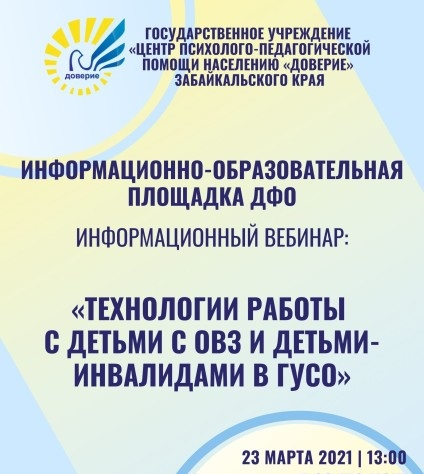 доверие
ГОСУДАРСТВЕННОЕ УЧРЕЖДЕНИЕ
«ЦЕНТР ПСИХОЛОГО-ПЕДАГОГИЧЕСКОЙ
ПОМОЩИ НАСЕЛЕНИЮ «ДОВЕРИЕ»
ЗАБАЙКАЛЬСКОГО КРАЯ
ИНФОРМАЦИОННО-ОБРАЗОВАТЕЛЬНАЯ
ПЛОЩАДКА ДФО
ИНФОРМАЦИОННЫЙ ВЕБИНАР:
«ТЕХНОЛОГИИ РАБОТЫ
С ДЕТЬМИ С ОВЗ И ДЕТЬМИ-
ИНВАЛИДАМИ В ГУСО»
23 МАРТА 2021 | 13:00